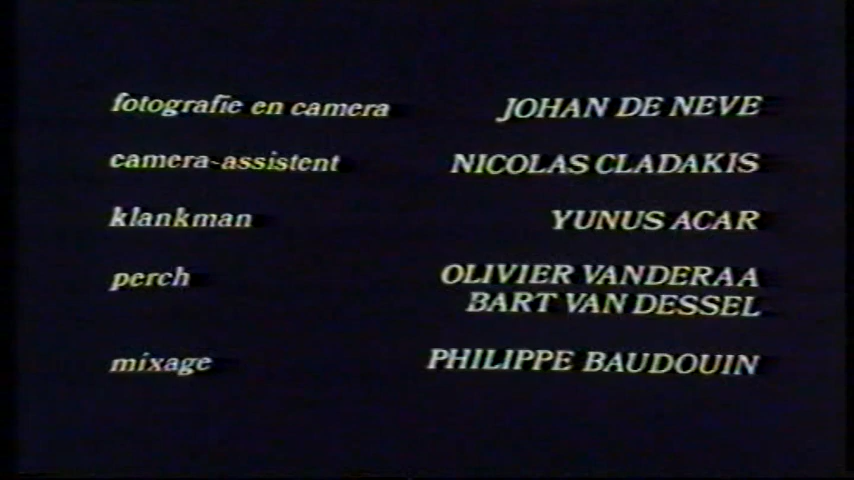 fotografie en camera JOHAN DE NEVE
camera-assistent NICOLAS CLADAKIS
klankman YUNUS ACAR
perch OLIVIER VANDERAA
BART VAN DESSEL
mixage PHILIPPE BAUDOUIN